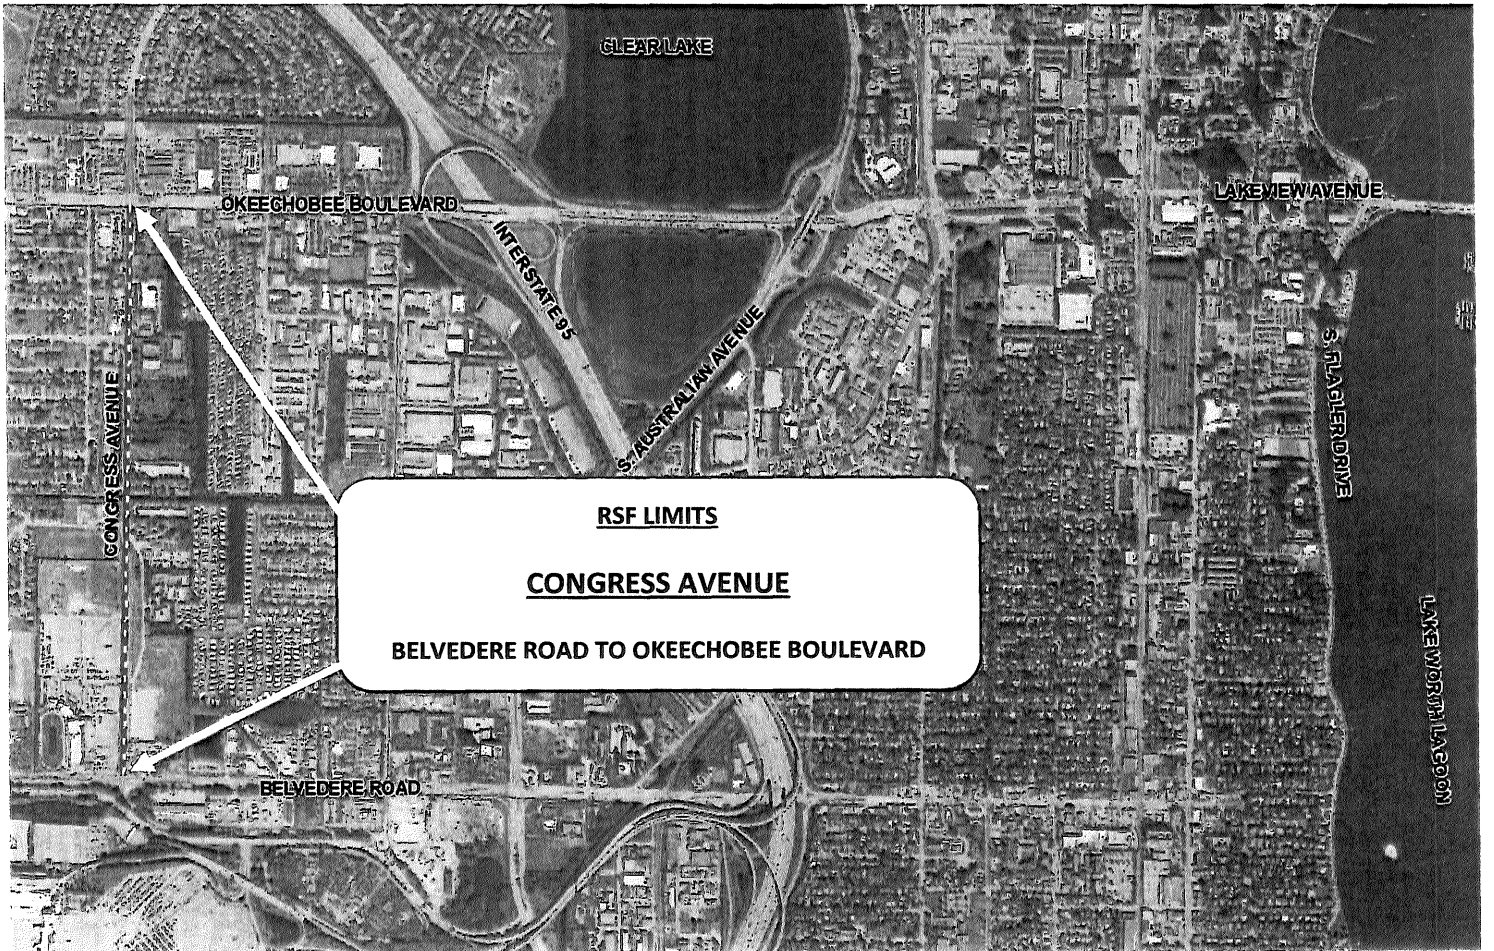 CLEAR LAKE
LAKEVIEW AVENUE
OKEECHOBEE BOULEVARD
INTERSTATE 95
S. AUSTRALIAN AVENUE
S. FLAGLER DRIVE
CONGRESS AVENUE
RSF LIMITS
CONGRESS AVENUE
BELVEDERE ROAD TO OKEECHOBEE BOULEVARD
LAKE WORTH LAGOON
BELVEDERE ROAD